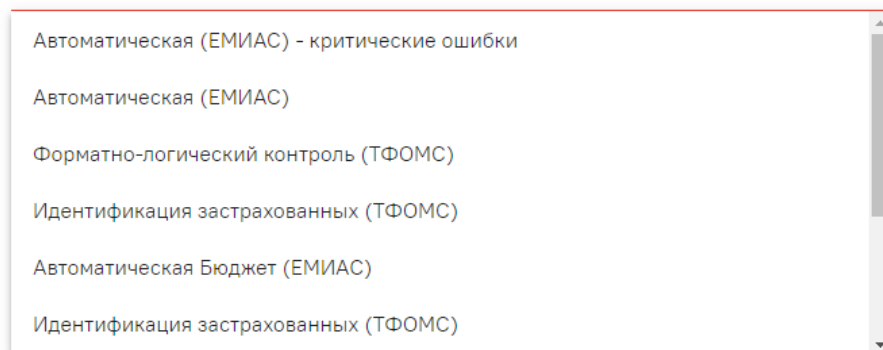 Автоматическая (ЕМИАС) - критические ошибки
Автоматическая (ЕМИАС)
Форматно-логический контроль (ТФОМС)
Идентификация застрахованных (ТФОМС)
Автоматическая Бюджет (ЕМИАС)
Идентификация застрахованных (ТФОМС)